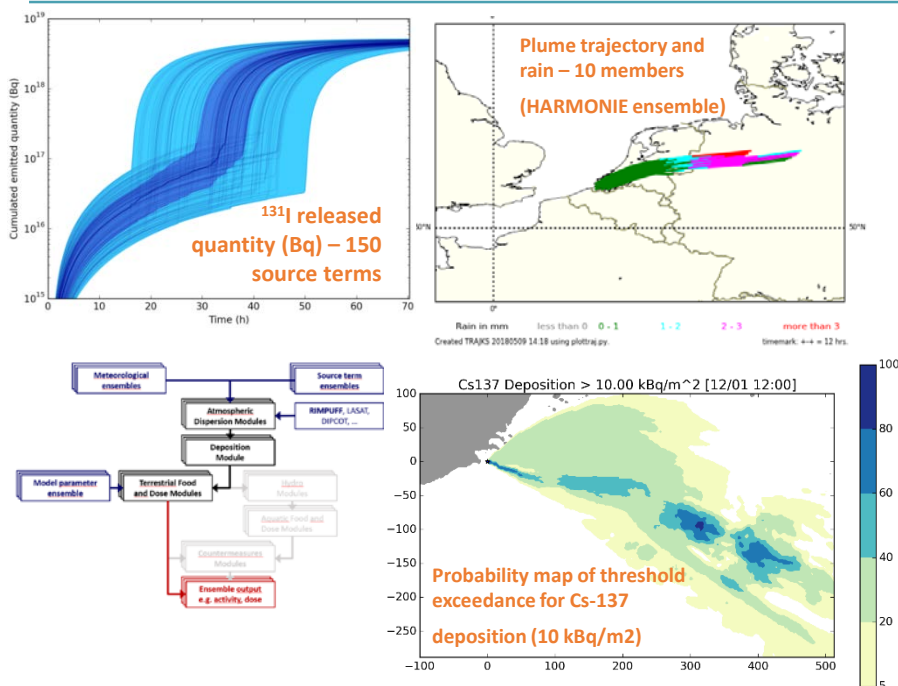 10^19
10^18
10^17
10^16
10^15
Cumulated emitted quantity (Bq)
^131I released
quantity (Bq) – 150
source terms
0 10 20 30 40 50 60 70
Time (h)
Plume trajectory and
rain – 10 members
(HARMONIE ensemble)
50°N
50°N
0°
Rain in mm less than 0 0 - 1 1 - 2 2 - 3 more than 3
Created TRAJKS 20180509 14:18 using plottraj.py. timemark: +-+ = 12 hrs.
Meteorological
ensembles
Source term
ensembles
Atmospheric
Dispersion Modules
RIMPUFF, LASAT,
DIPCOT, ...
Deposition
Module
Model parameter
ensemble
Terrestrial Food
and Dose Modules
Hydro
Modules
Aquatic Food and
Dose Modules
Countermeasures
Modules
Ensemble output
e.g. activity, dose
Cs137 Deposition > 10.00 kBq/m^2 [12/01 12:00]
100
50
0
−50
−100
−150
−200
−250
−100 0 100 200 300 400 500
Probability map of threshold
exceedance for Cs-137
deposition (10 kBq/m2)
100
80
60
40
20
5